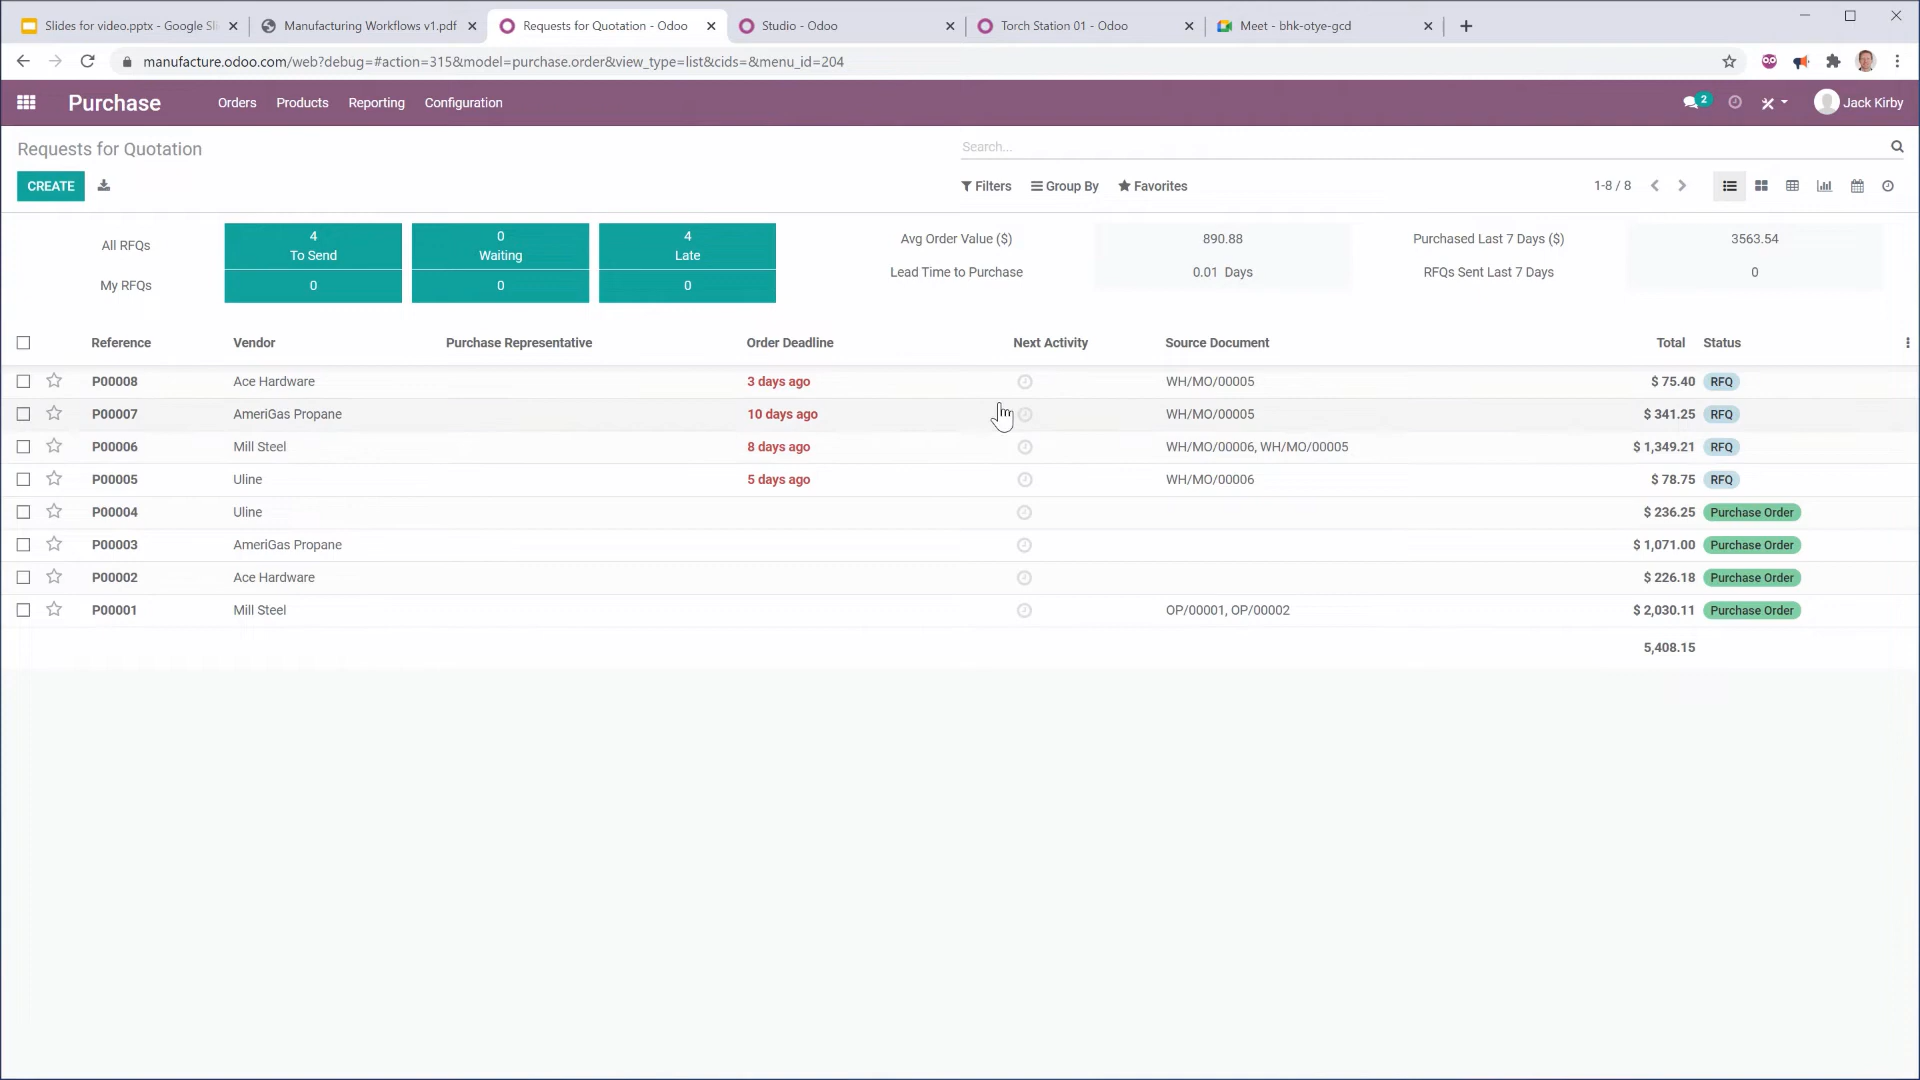 Slides for video.pptx - Google Sli
Manufacturing Workflows v1.pdf
Requests for Quotation - Odoo
Studio - Odoo
Torch Station 01 - Odoo
Meet - bhk-otye-gcd
manufacture.odoo.com/web?debug=#action=315&model=purchase.order&view_type=list&cids=&menu_id=204
Purchase Orders Products Reporting Configuration 2 Jack Kirby
Requests for Quotation Search...
CREATE Filters Group By Favorites 1-8 / 8
All RFQs 4 To Send 0 Waiting 4 Late Avg Order Value ($) 890.88 Purchased Last 7 Days ($) 3563.54
My RFQs 0 0 0 Lead Time to Purchase 0.01 Days RFQs Sent Last 7 Days 0
Reference Vendor Purchase Representative Order Deadline Next Activity Source Document Total Status
P00008 Ace Hardware 3 days ago WH/MO/00005 $ 75.40 RFQ
P00007 AmeriGas Propane 10 days ago WH/MO/00005 $ 341.25 RFQ
P00006 Mill Steel 8 days ago WH/MO/00006, WH/MO/00005 $ 1,349.21 RFQ
P00005 Uline 5 days ago WH/MO/00006 $ 78.75 RFQ
P00004 Uline $ 236.25 Purchase Order
P00003 AmeriGas Propane $ 1,071.00 Purchase Order
P00002 Ace Hardware $ 226.18 Purchase Order
P00001 Mill Steel OP/00001, OP/00002 $ 2,030.11 Purchase Order
5,408.15